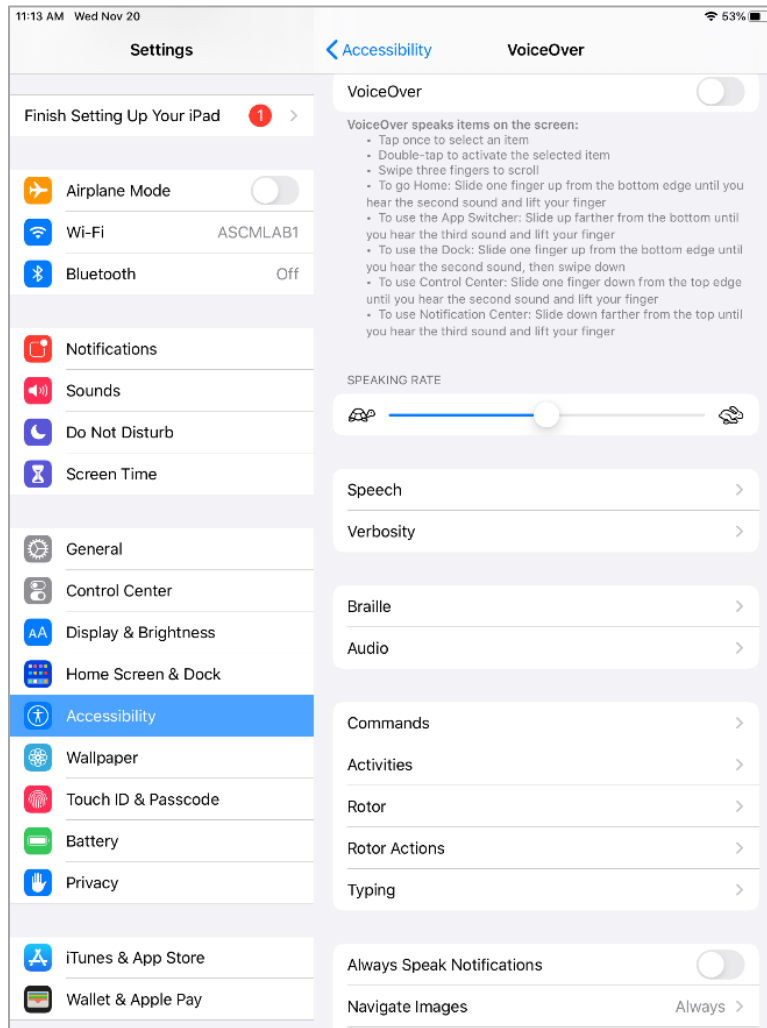 11:13 AM Wed Nov 20
53%
Settings
Finish Setting Up Your iPad 1
Airplane Mode
Wi-Fi ASCMLAB1
Bluetooth Off
Notifications
Sounds
Do Not Disturb
Screen Time
General
Control Center
AA Display & Brightness
Home Screen & Dock
Accessibility
Wallpaper
Touch ID & Passcode
Battery
Privacy
iTunes & App Store
Wallet & Apple Pay
Accessibility VoiceOver
VoiceOver
VoiceOver speaks items on the screen:
• Tap once to select an item
• Double-tap to activate the selected item
• Swipe three fingers to scroll
• To go Home: Slide one finger up from the bottom edge until you
hear the second sound and lift your finger
• To use the App Switcher: Slide up farther from the bottom until
you hear the third sound and lift your finger
• To use the Dock: Slide one finger up from the bottom edge until
you hear the second sound, then swipe down
• To use Control Center: Slide one finger down from the top edge
until you hear the second sound and lift your finger
• To use Notification Center: Slide down farther from the top until
you hear the third sound and lift your finger
SPEAKING RATE
Speech
Verbosity
Braille
Audio
Commands
Activities
Rotor
Rotor Actions
Typing
Always Speak Notifications
Navigate Images Always